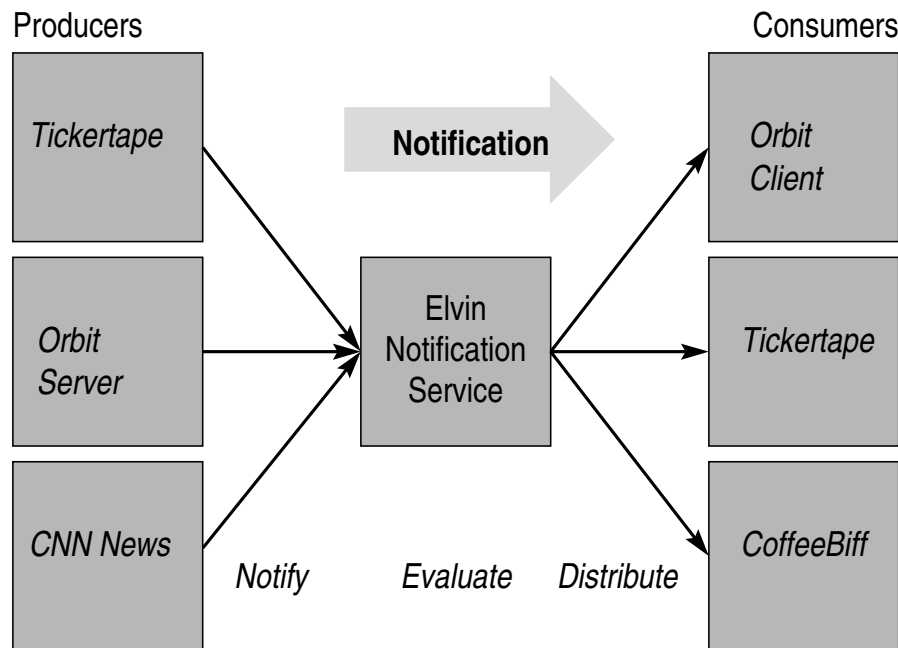 Producers
Consumers
Tickertape
Notification
Orbit
Client
Orbit
Server
Elvin
Notification
Service
Tickertape
CNN News
CoffeeBiff
Notify
Evaluate
Distribute